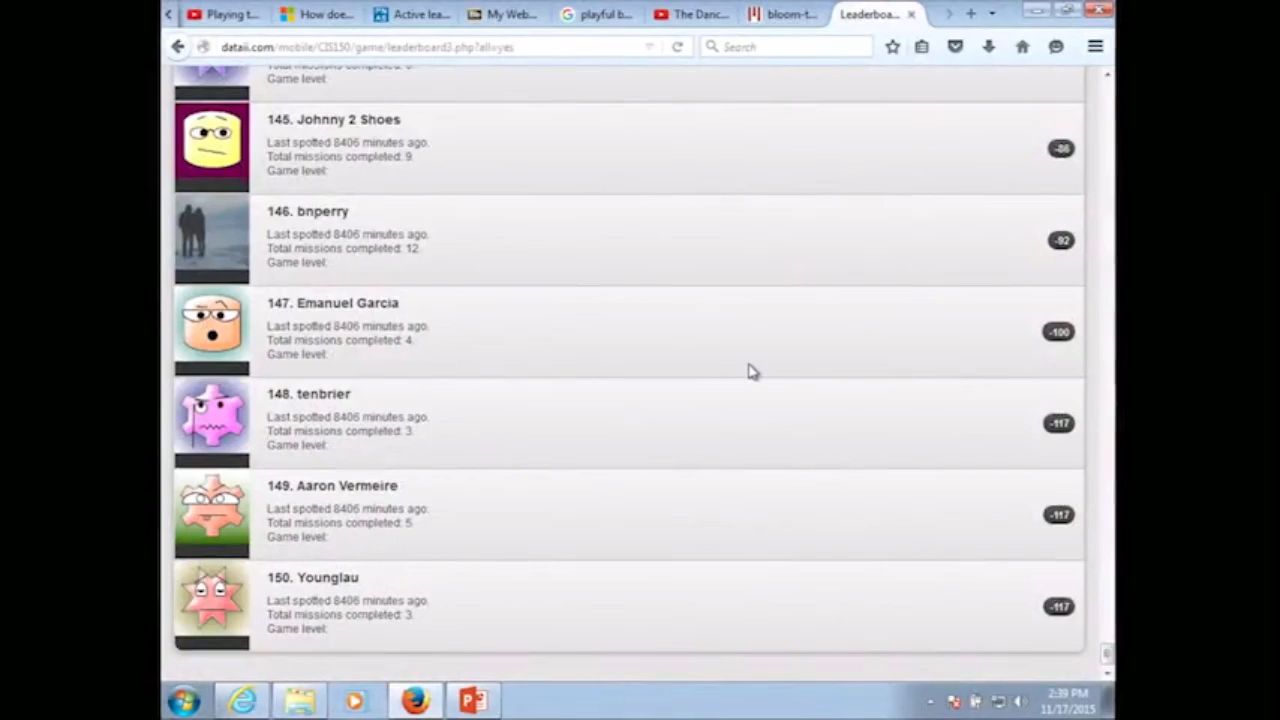 Playing t...
How doe...
Active lea...
My Web...
playful b...
The Danc...
bloom-t...
Leaderboa...
dataii.com/mobile/CIS150/game/leaderboard3.php?all=yes
Search
Game level:
145. Johnny 2 Shoes
Last spotted 8406 minutes ago.
Total missions completed: 9.
Game level:
-86
146. bnperry
Last spotted 8406 minutes ago.
Total missions completed: 12.
Game level:
-92
147. Emanuel Garcia
Last spotted 8406 minutes ago.
Total missions completed: 4.
Game level:
-100
148. tenbrier
Last spotted 8406 minutes ago.
Total missions completed: 3.
Game level:
-117
149. Aaron Vermeire
Last spotted 8406 minutes ago.
Total missions completed: 5.
Game level:
-117
150. Younglau
Last spotted 8406 minutes ago.
Total missions completed: 3.
Game level:
-117
2:39 PM
11/17/2015